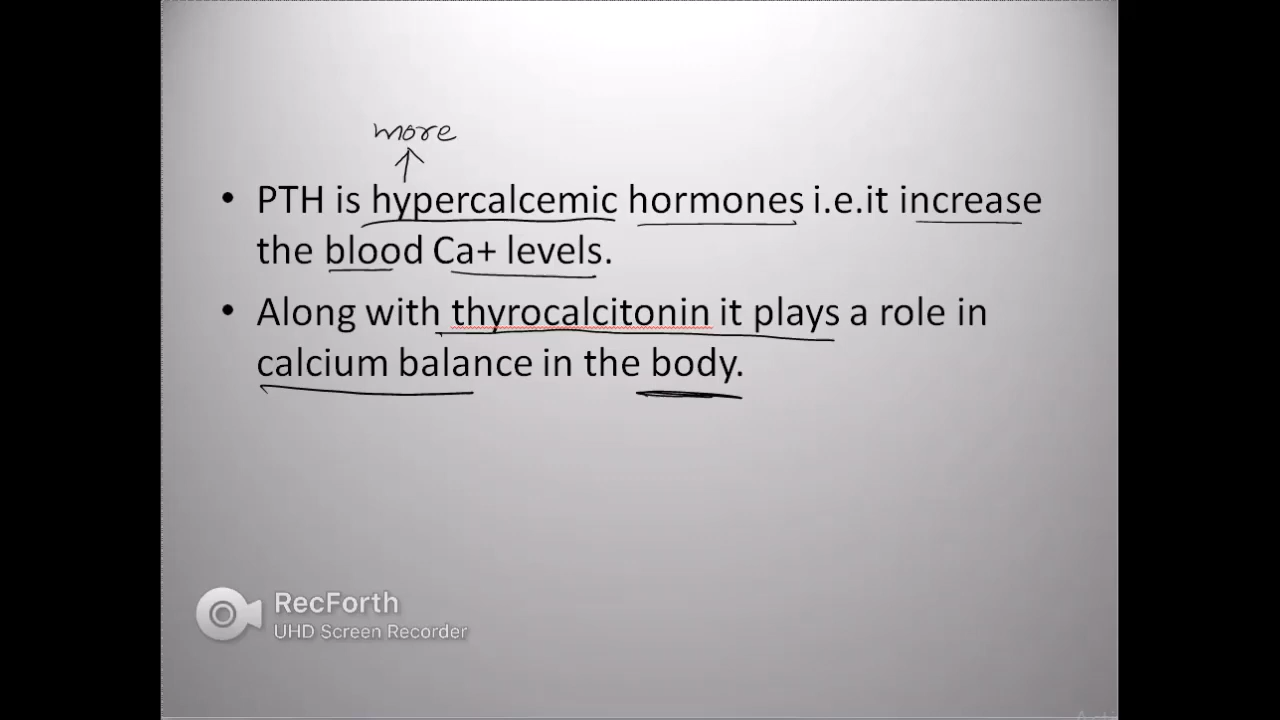 more
• PTH is hypercalcemic hormones i.e.it increase
the blood Ca+ levels.
• Along with thyrocalcitonin it plays a role in
calcium balance in the body.
RecForth
UHD Screen Recorder